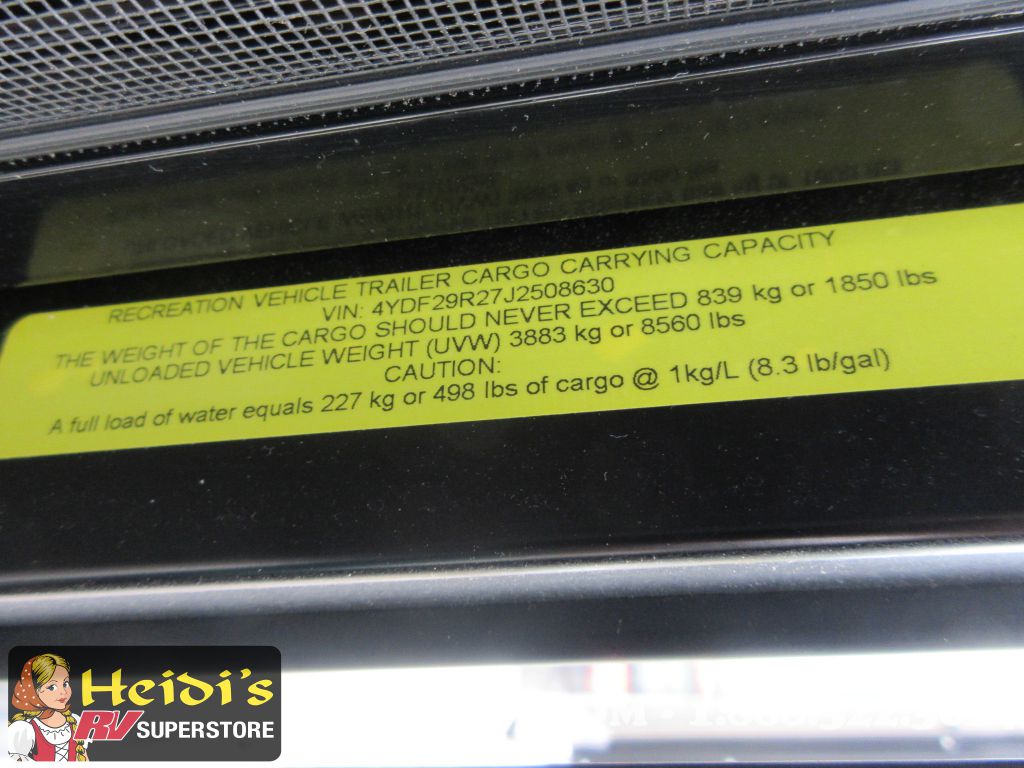 RECREATION VEHICLE TRAILER CARGO CARRYING CAPACITY
VIN: 4YDF29R27J2508630
THE WEIGHT OF THE CARGO SHOULD NEVER EXCEED 839 kg or 1850 lbs
UNLOADED VEHICLE WEIGHT (UVW) 3883 kg or 8560 lbs
CAUTION:
A full load of water equals 227 kg or 498 lbs of cargo @ 1kg/L (8.3 lb/gal)
Heidi's
RV SUPERSTORE